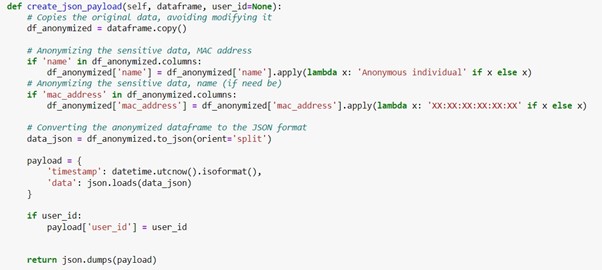 def create_json_payload(self, dataframe, user_id=None):
    # Copies the original data, avoiding modifying it
    df_anonymized = dataframe.copy()

    # Anonymizing the sensitive data, MAC address
    if 'name' in df_anonymized.columns:
        df_anonymized['name'] = df_anonymized['name'].apply(lambda x: 'Anonymous individual' if x else x)
    # Anonymizing the sensitive data, name (if need be)
    if 'mac_address' in df_anonymized.columns:
        df_anonymized['mac_address'] = df_anonymized['mac_address'].apply(lambda x: 'XX:XX:XX:XX:XX:XX' if x else x)

    # Converting the anonymized dataframe to the JSON format
    data_json = df_anonymized.to_json(orient='split')

    payload = {
        'timestamp': datetime.utcnow().isoformat(),
        'data': json.loads(data_json)
    }

    if user_id:
        payload['user_id'] = user_id

    return json.dumps(payload)